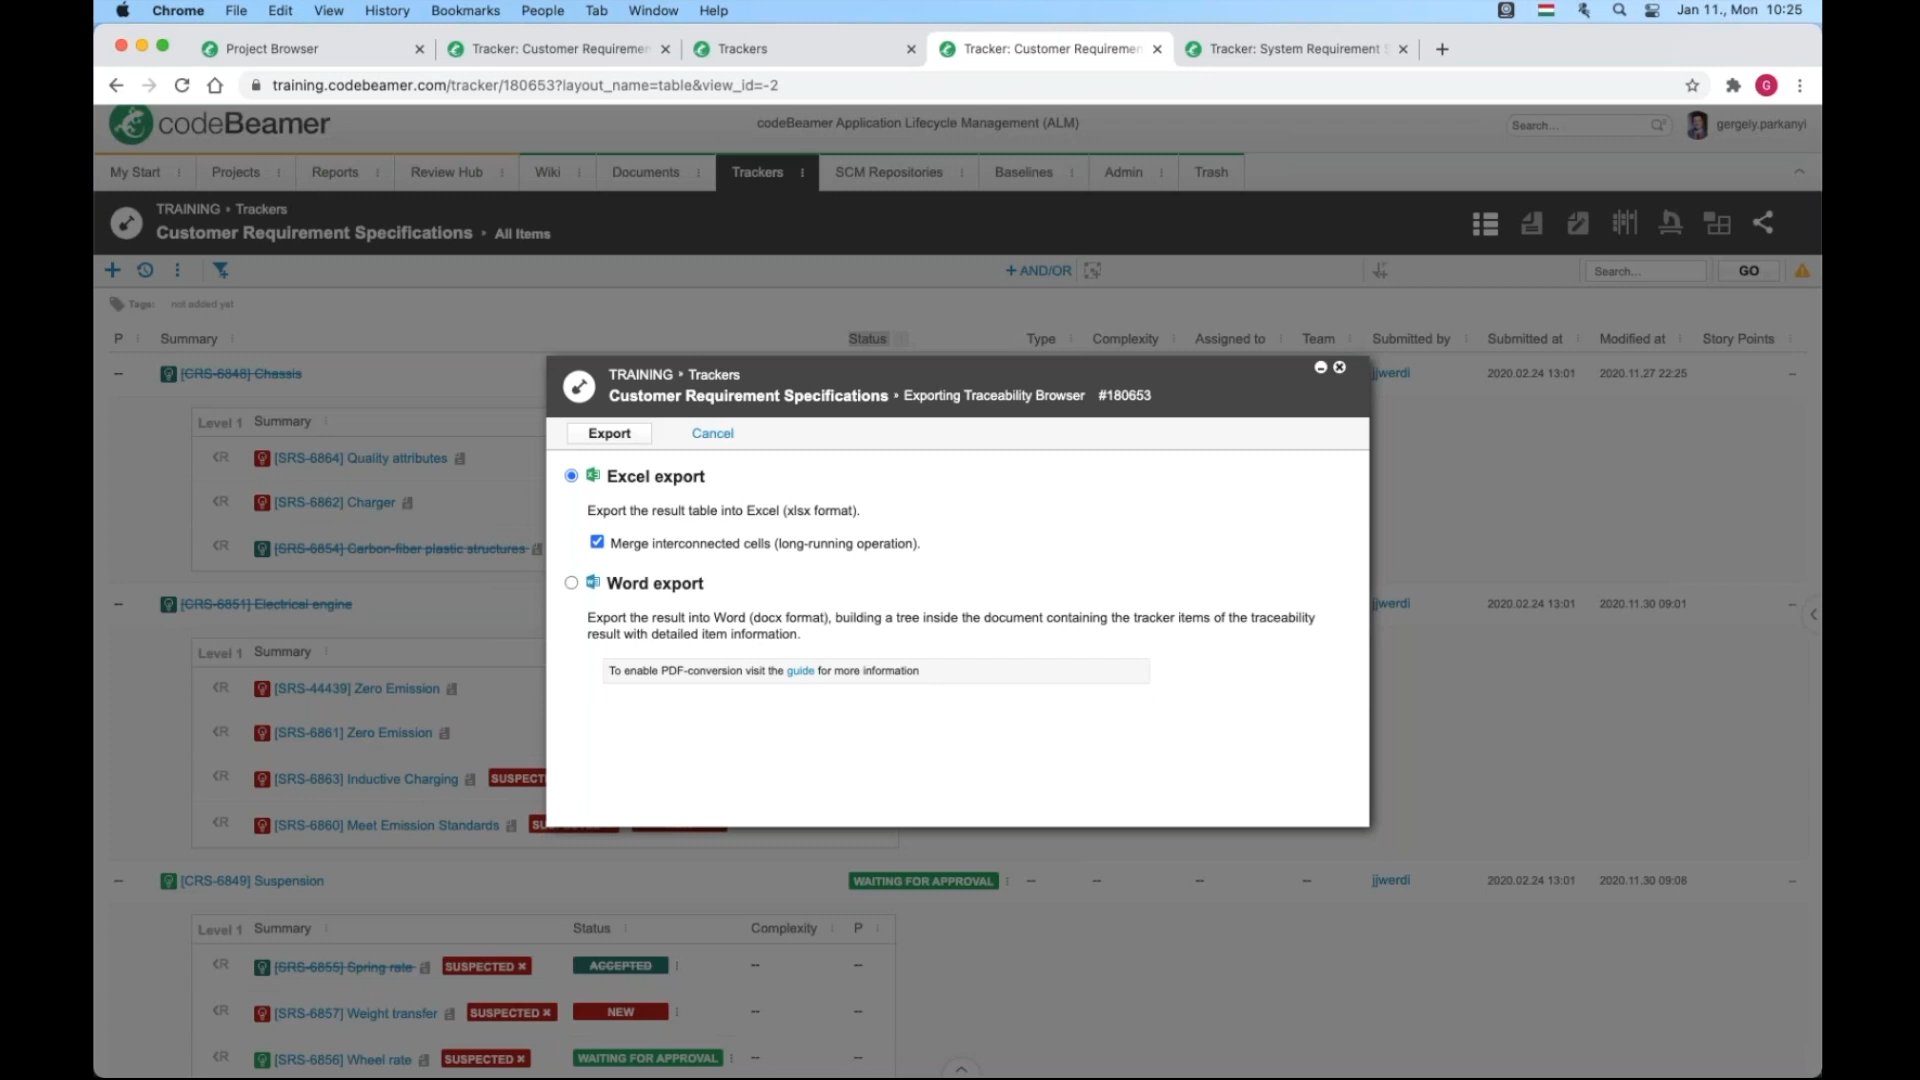 Chrome File Edit View History Bookmarks People Tab Window Help Jan 11., Mon 10:25
Project Browser Tracker: Customer Requiremen Trackers Tracker: Customer Requiremen Tracker: System Requirement S
training.codebeamer.com/tracker/180653?layout_name=table&view_id=-2 G
codeBeamer codeBeamer Application Lifecycle Management (ALM) Search... gergely.parkanyi
My Start Projects Reports Review Hub Wiki Documents Trackers SCM Repositories Baselines Admin Trash
TRAINING • Trackers
Customer Requirement Specifications • All Items
+ AND/OR Search... GO
Tags: not added yet
P Summary Status Type Complexity Assigned to Team Submitted by Submitted at Modified at Story Points
-- [CRS-6848] Chassis jjwerdi 2020.02.24 13:01 2020.11.27 22:25 --
Level 1 Summary
[SRS-6864] Quality attributes
[SRS-6862] Charger
[SRS-6854] Carbon-fiber plastic structures
-- [CRS-6851] Electrical engine jjwerdi 2020.02.24 13:01 2020.11.30 09:01 --
Level 1 Summary
[SRS-44439] Zero Emission
[SRS-6861] Zero Emission
[SRS-6863] Inductive Charging SUSPECT
[SRS-6860] Meet Emission Standards
-- [CRS-6849] Suspension WAITING FOR APPROVAL -- -- -- -- jjwerdi 2020.02.24 13:01 2020.11.30 09:08 --
Level 1 Summary Status Complexity P
[SRS-6855] Spring rate SUSPECTED × ACCEPTED -- --
[SRS-6857] Weight transfer SUSPECTED × NEW -- --
[SRS-6856] Wheel rate SUSPECTED × WAITING FOR APPROVAL -- --
TRAINING • Trackers
Customer Requirement Specifications • Exporting Traceability Browser #180653
Export Cancel
Excel export
Export the result table into Excel (xlsx format).
Merge interconnected cells (long-running operation).
Word export
Export the result into Word (docx format), building a tree inside the document containing the tracker items of the traceability
result with detailed item information.
To enable PDF-conversion visit the guide for more information